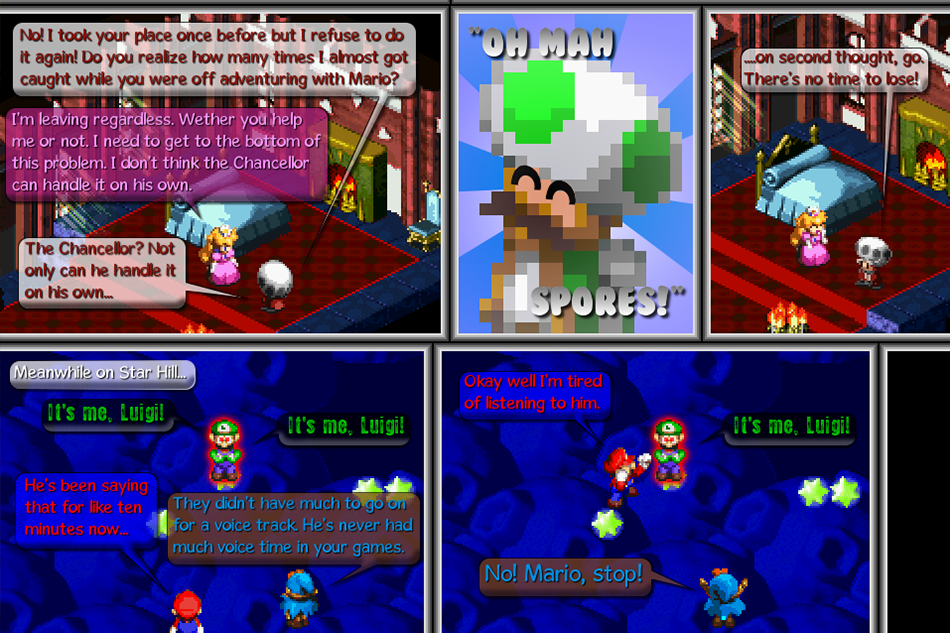 No! I took your place once before but I refuse to do
it again! Do you realize how many times I almost got
caught while you were off adventuring with Mario?
I'm leaving regardless. Wether you help
me or not. I need to get to the bottom of
this problem. I don't think the Chancellor
can handle it on his own.
The Chancellor? Not
only can he handle it
on his own...
"OH MAH
SPORES!"
....on second thought, go.
There's no time to lose!
Meanwhile on Star Hill...
It's me, Luigi!
It's me, Luigi!
He's been saying
that for like ten
minutes now...
They didn't have much to go on
for a voice track. He's never had
much voice time in your games.
Okay well I'm tired
of listening to him.
It's me, Luigi!
No! Mario, stop!